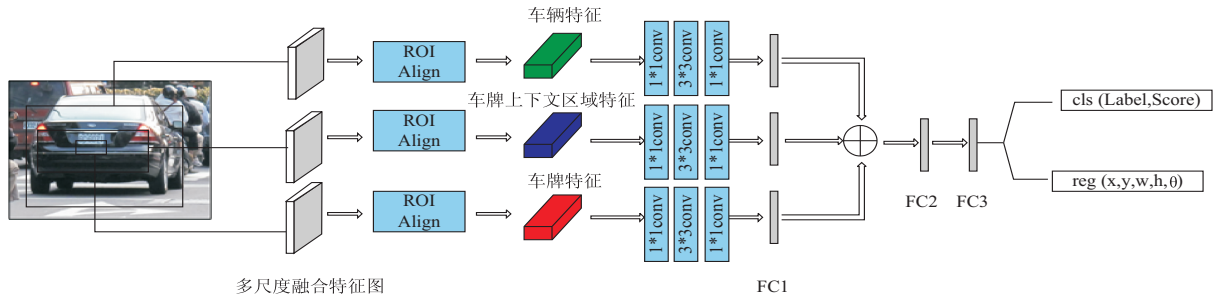 车辆特征
ROI
Align
1*1conv
3*3conv
1*1conv
车牌上下文区域特征
ROI
Align
1*1conv
3*3conv
1*1conv
车牌特征
ROI
Align
1*1conv
3*3conv
1*1conv
多尺度融合特征图
FC1
FC2
FC3
cls (Label,Score)
reg (x,y,w,h,θ)